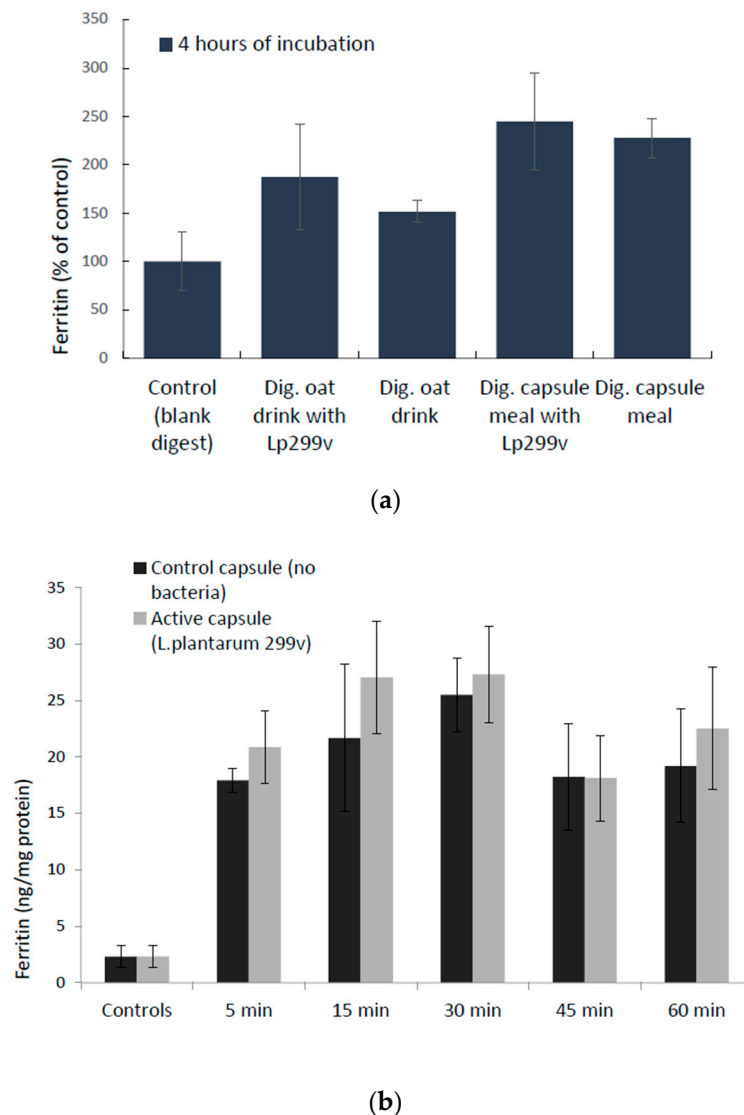 350
4 hours of incubation
300
250
200
150
100
50
0
Ferritin (% of control)
Control (blank digest)
Dig. oat drink with Lp299v
Dig. oat drink
Dig. capsule meal with Lp299v
Dig. capsule meal
(a)
Control capsule (no
bacteria)
Active capsule
(L.plantarum 299v)
35
30
25
20
15
10
5
0
Ferritin (ng/mg protein)
Controls 5 min 15 min 30 min 45 min 60 min
(b)